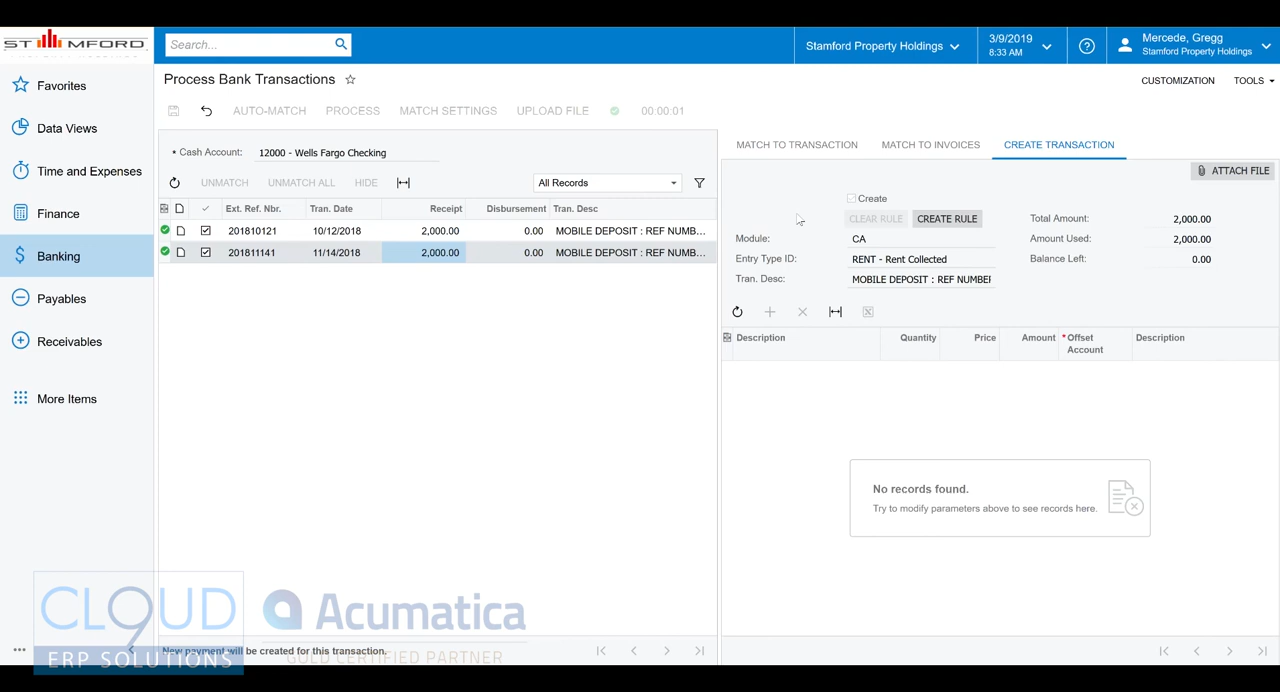 STAMFORD
Search...
Stamford Property Holdings
3/9/2019
8:33 AM
Mercede, Gregg
Stamford Property Holdings
Favorites
Data Views
Time and Expenses
Finance
Banking
Payables
Receivables
More Items
Process Bank Transactions
CUSTOMIZATION
TOOLS
AUTO-MATCH
PROCESS
MATCH SETTINGS
UPLOAD FILE
00:00:01
• Cash Account: 12000 - Wells Fargo Checking
UNMATCH
UNMATCH ALL
HIDE
All Records
Ext. Ref. Nbr. Tran. Date Receipt Disbursement Tran. Desc
201810121 10/12/2018 2,000.00 0.00 MOBILE DEPOSIT : REF NUMB...
201811141 11/14/2018 2,000.00 0.00 MOBILE DEPOSIT : REF NUMB...
New payment will be created for this transaction.
MATCH TO TRANSACTION
MATCH TO INVOICES
CREATE TRANSACTION
ATTACH FILE
Create
CLEAR RULE
CREATE RULE
Total Amount: 2,000.00
Module: CA
Amount Used: 2,000.00
Entry Type ID: RENT - Rent Collected
Balance Left: 0.00
Tran. Desc: MOBILE DEPOSIT : REF NUMBER
Description Quantity Price Amount *Offset Account Description
No records found.
Try to modify parameters above to see records here.
CLOUD9
ERP SOLUTIONS
Acumatica
GOLD CERTIFIED PARTNER